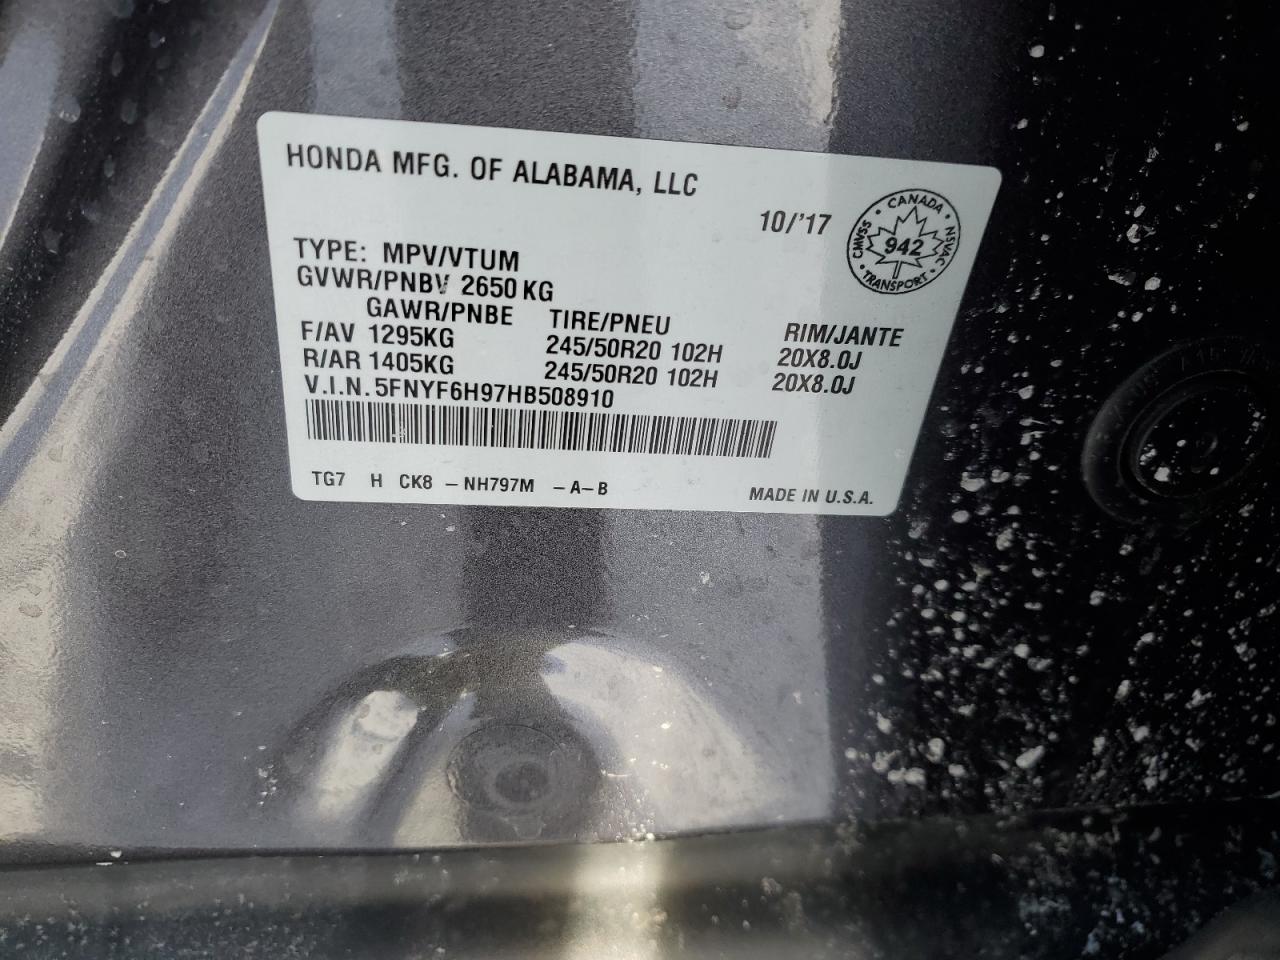 HONDA MFG. OF ALABAMA, LLC
10/'17
CANADA
CMVSS NSVAC
942
TRANSPORT
TYPE: MPV/VTUM
GVWR/PNBV 2650 KG
GAWR/PNBE TIRE/PNEU RIM/JANTE
F/AV 1295KG 245/50R20 102H 20X8.0J
R/AR 1405KG 245/50R20 102H 20X8.0J
V.I.N. 5FNYF6H97HB508910
TG7 H CK8 – NH797M – A– B
MADE IN U.S.A.